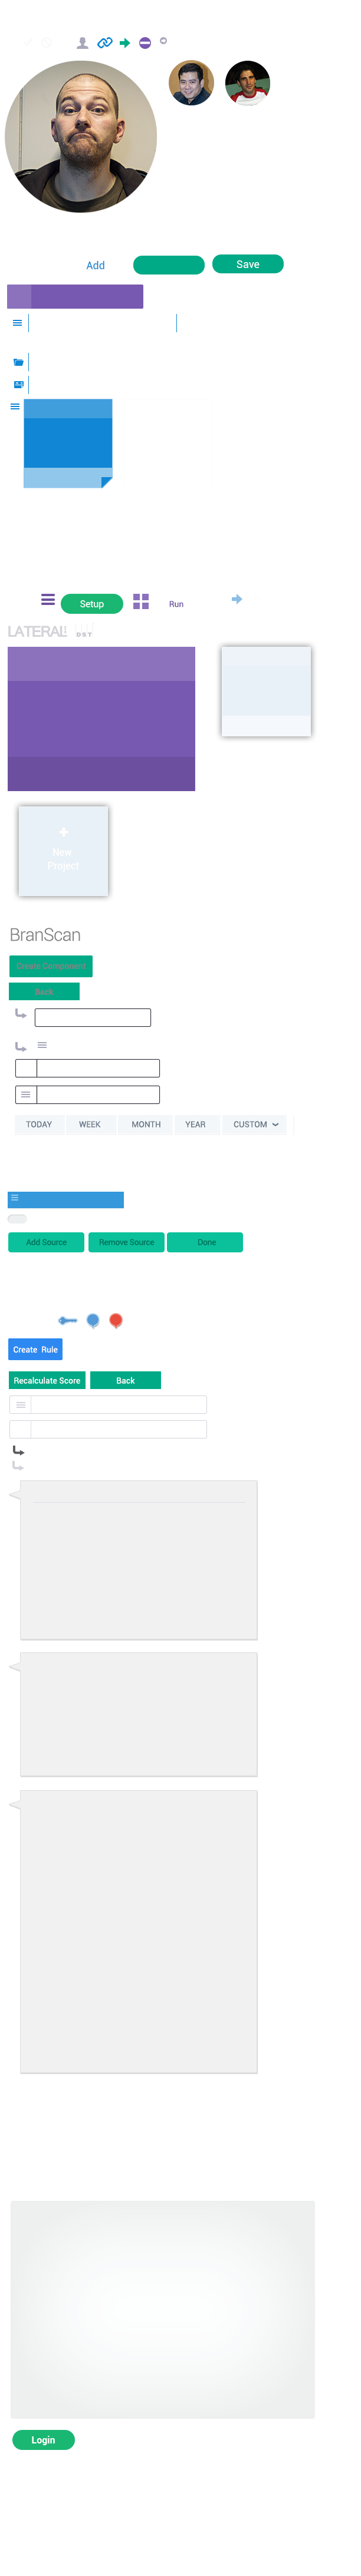 Add
Save
Setup
Run
LATERAL
DST
New
Project
BranScan
Create Component
Back
TODAY WEEK MONTH YEAR CUSTOM
Add Source Remove Source Done
Create Rule
Recalculate Score Back
Login